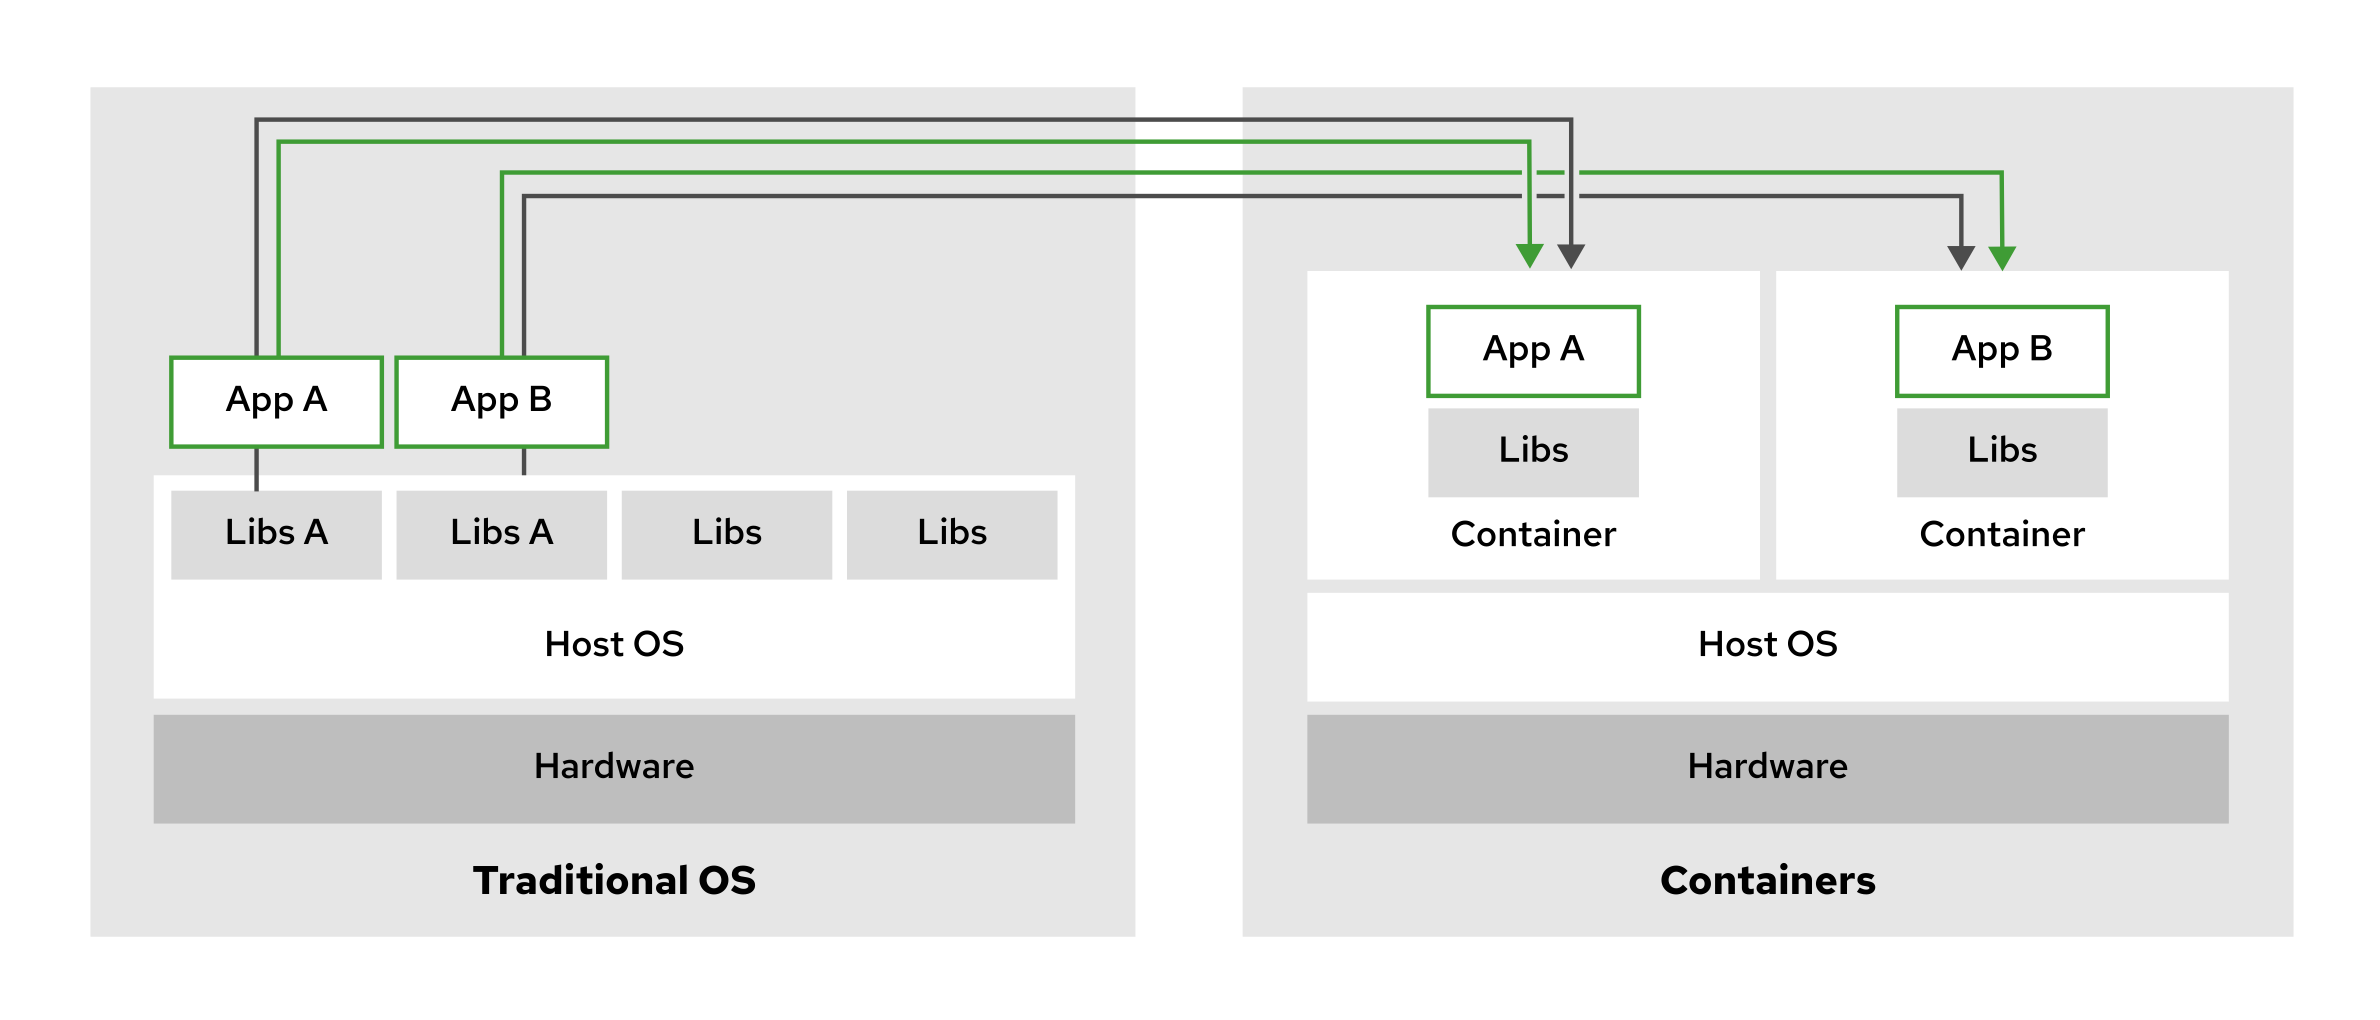 App A
App B
Libs A
Libs A
Libs
Libs
Host OS
Hardware
Traditional OS
App A
Libs
Container
App B
Libs
Container
Host OS
Hardware
Containers